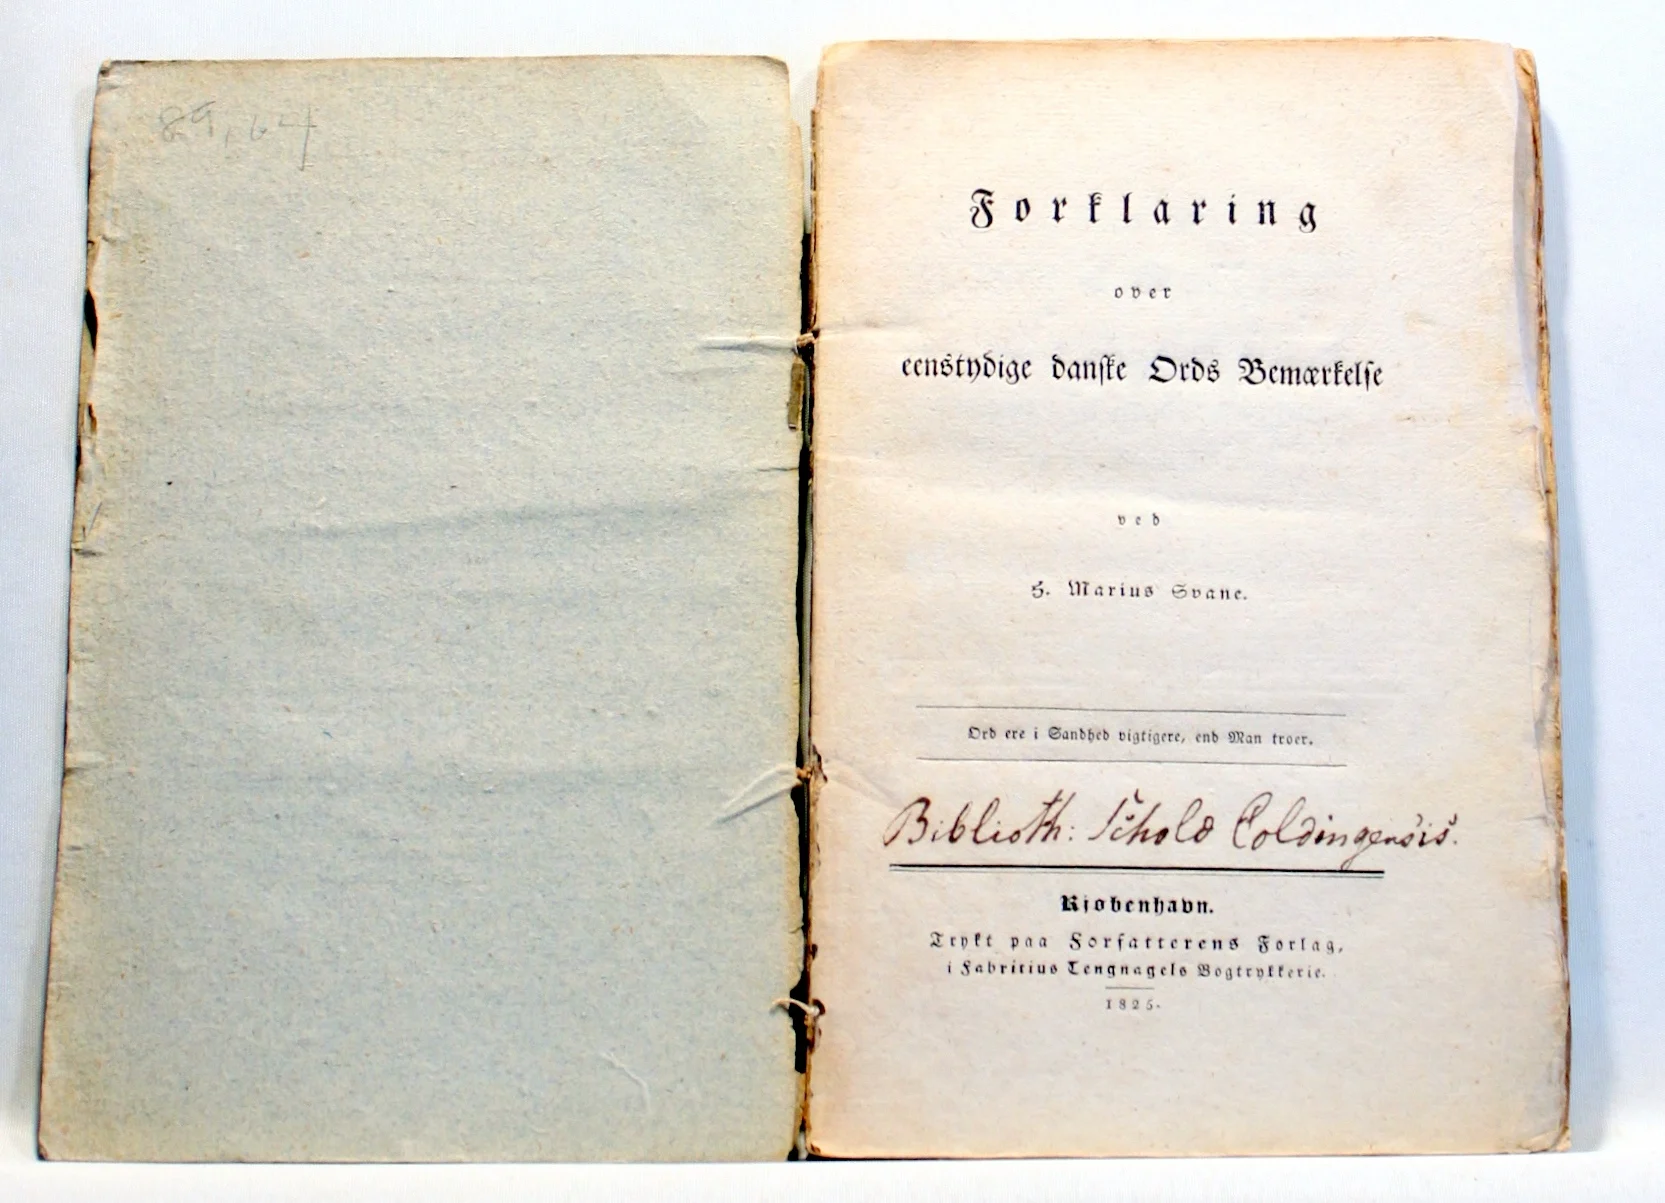 89,64
Forklaring
over
eenstydige danske Ords Bemærkelse
ved
H. Marius Svane.
Ord ere i Sandhed vigtigere, end Man troer.
Biblioth: Scholæ Coldingensis.
Kjøbenhavn.
Trykt paa Forfatterens Forlag,
i Fabritius Tengnagels Bogtrykkerie.
1825.